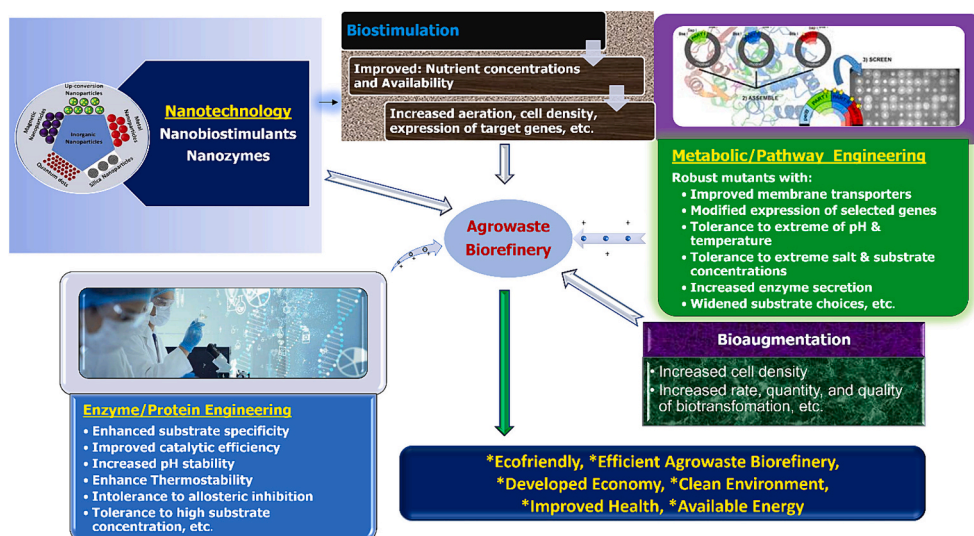 Up-conversion
Nanoparticles
Magnetic
Nanoparticles
Metal
Nanoparticles
Inorganic
Nanoparticles
Quantum dots
Silica Nanoparticles
Nanotechnology
Nanobiostimulants
Nanozymes
Biostimulation
Improved: Nutrient concentrations
and Availability
Increased aeration, cell density,
expression of target genes, etc.
2) ASSEMBLE
3) SCREEN
PART 1
Metabolic/Pathway Engineering
Robust mutants with:
• Improved membrane transporters
• Modified expression of selected genes
• Tolerance to extreme of pH &
temperature
• Tolerance to extreme salt & substrate
concentrations
• Increased enzyme secretion
• Widened substrate choices, etc.
Agrowaste
Biorefinery
Bioaugmentation
• Increased cell density
• Increased rate, quantity, and quality
of biotransfomation, etc.
Enzyme/Protein Engineering
• Enhanced substrate specificity
• Improved catalytic efficiency
• Increased pH stability
• Enhance Thermostability
• Intolerance to allosteric inhibition
• Tolerance to high substrate
concentration, etc.
*Ecofriendly, *Efficient Agrowaste Biorefinery,
*Developed Economy, *Clean Environment,
*Improved Health, *Available Energy